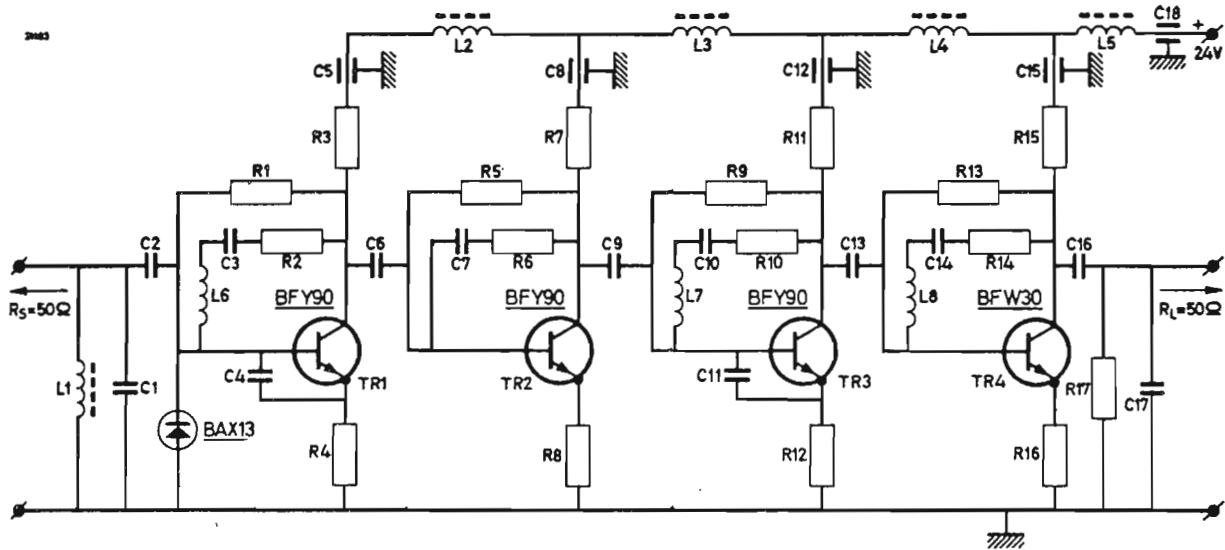 L2
L3
L4
L5
C18
+
24V
C5
C8
C12
C15
R3
R7
R11
R15
R1
R5
R9
R13
C2
C3
R2
C6
C7
R6
C9
C10
R10
C13
C14
R14
C16
RS=50Ω
L6
BFY90
BFY90
L7
BFY90
L8
BFW30
RL=50Ω
L1
C1
C4
TR1
TR2
C11
TR3
TR4
R17
C17
BAX13
R4
R8
R12
R16